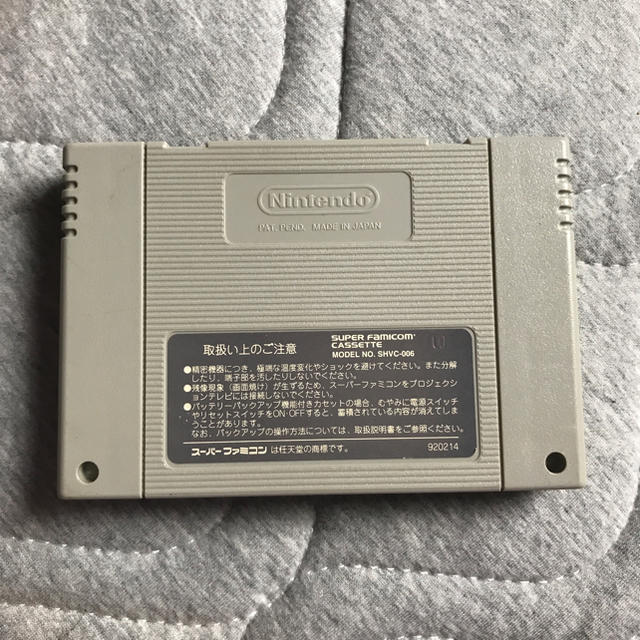 Nintendo
PAT. PEND. MADE IN JAPAN
取扱い上のご注意
SUPER FAMICOM
CASSETTE
MODEL NO. SHVC-006
●精密機器につき、極端な温度変化やショックを避けてください。また分解
したり、端子部を汚したりしないでください。
●残像現象(画面焼け)が生ずるため、スーパーファミコンをプロジェクシ
ョンテレビには接続しないでください。
●バッテリーバックアップ機能付きカセットの場合、むやみに電源スイッチ
やリセットスイッチをON・OFFすると、蓄積されている内容が消えてしま
うことがあります。
なお、バックアップの操作方法については、取扱説明書をご参照ください。
スーパーファミコン は任天堂の商標です。
920214